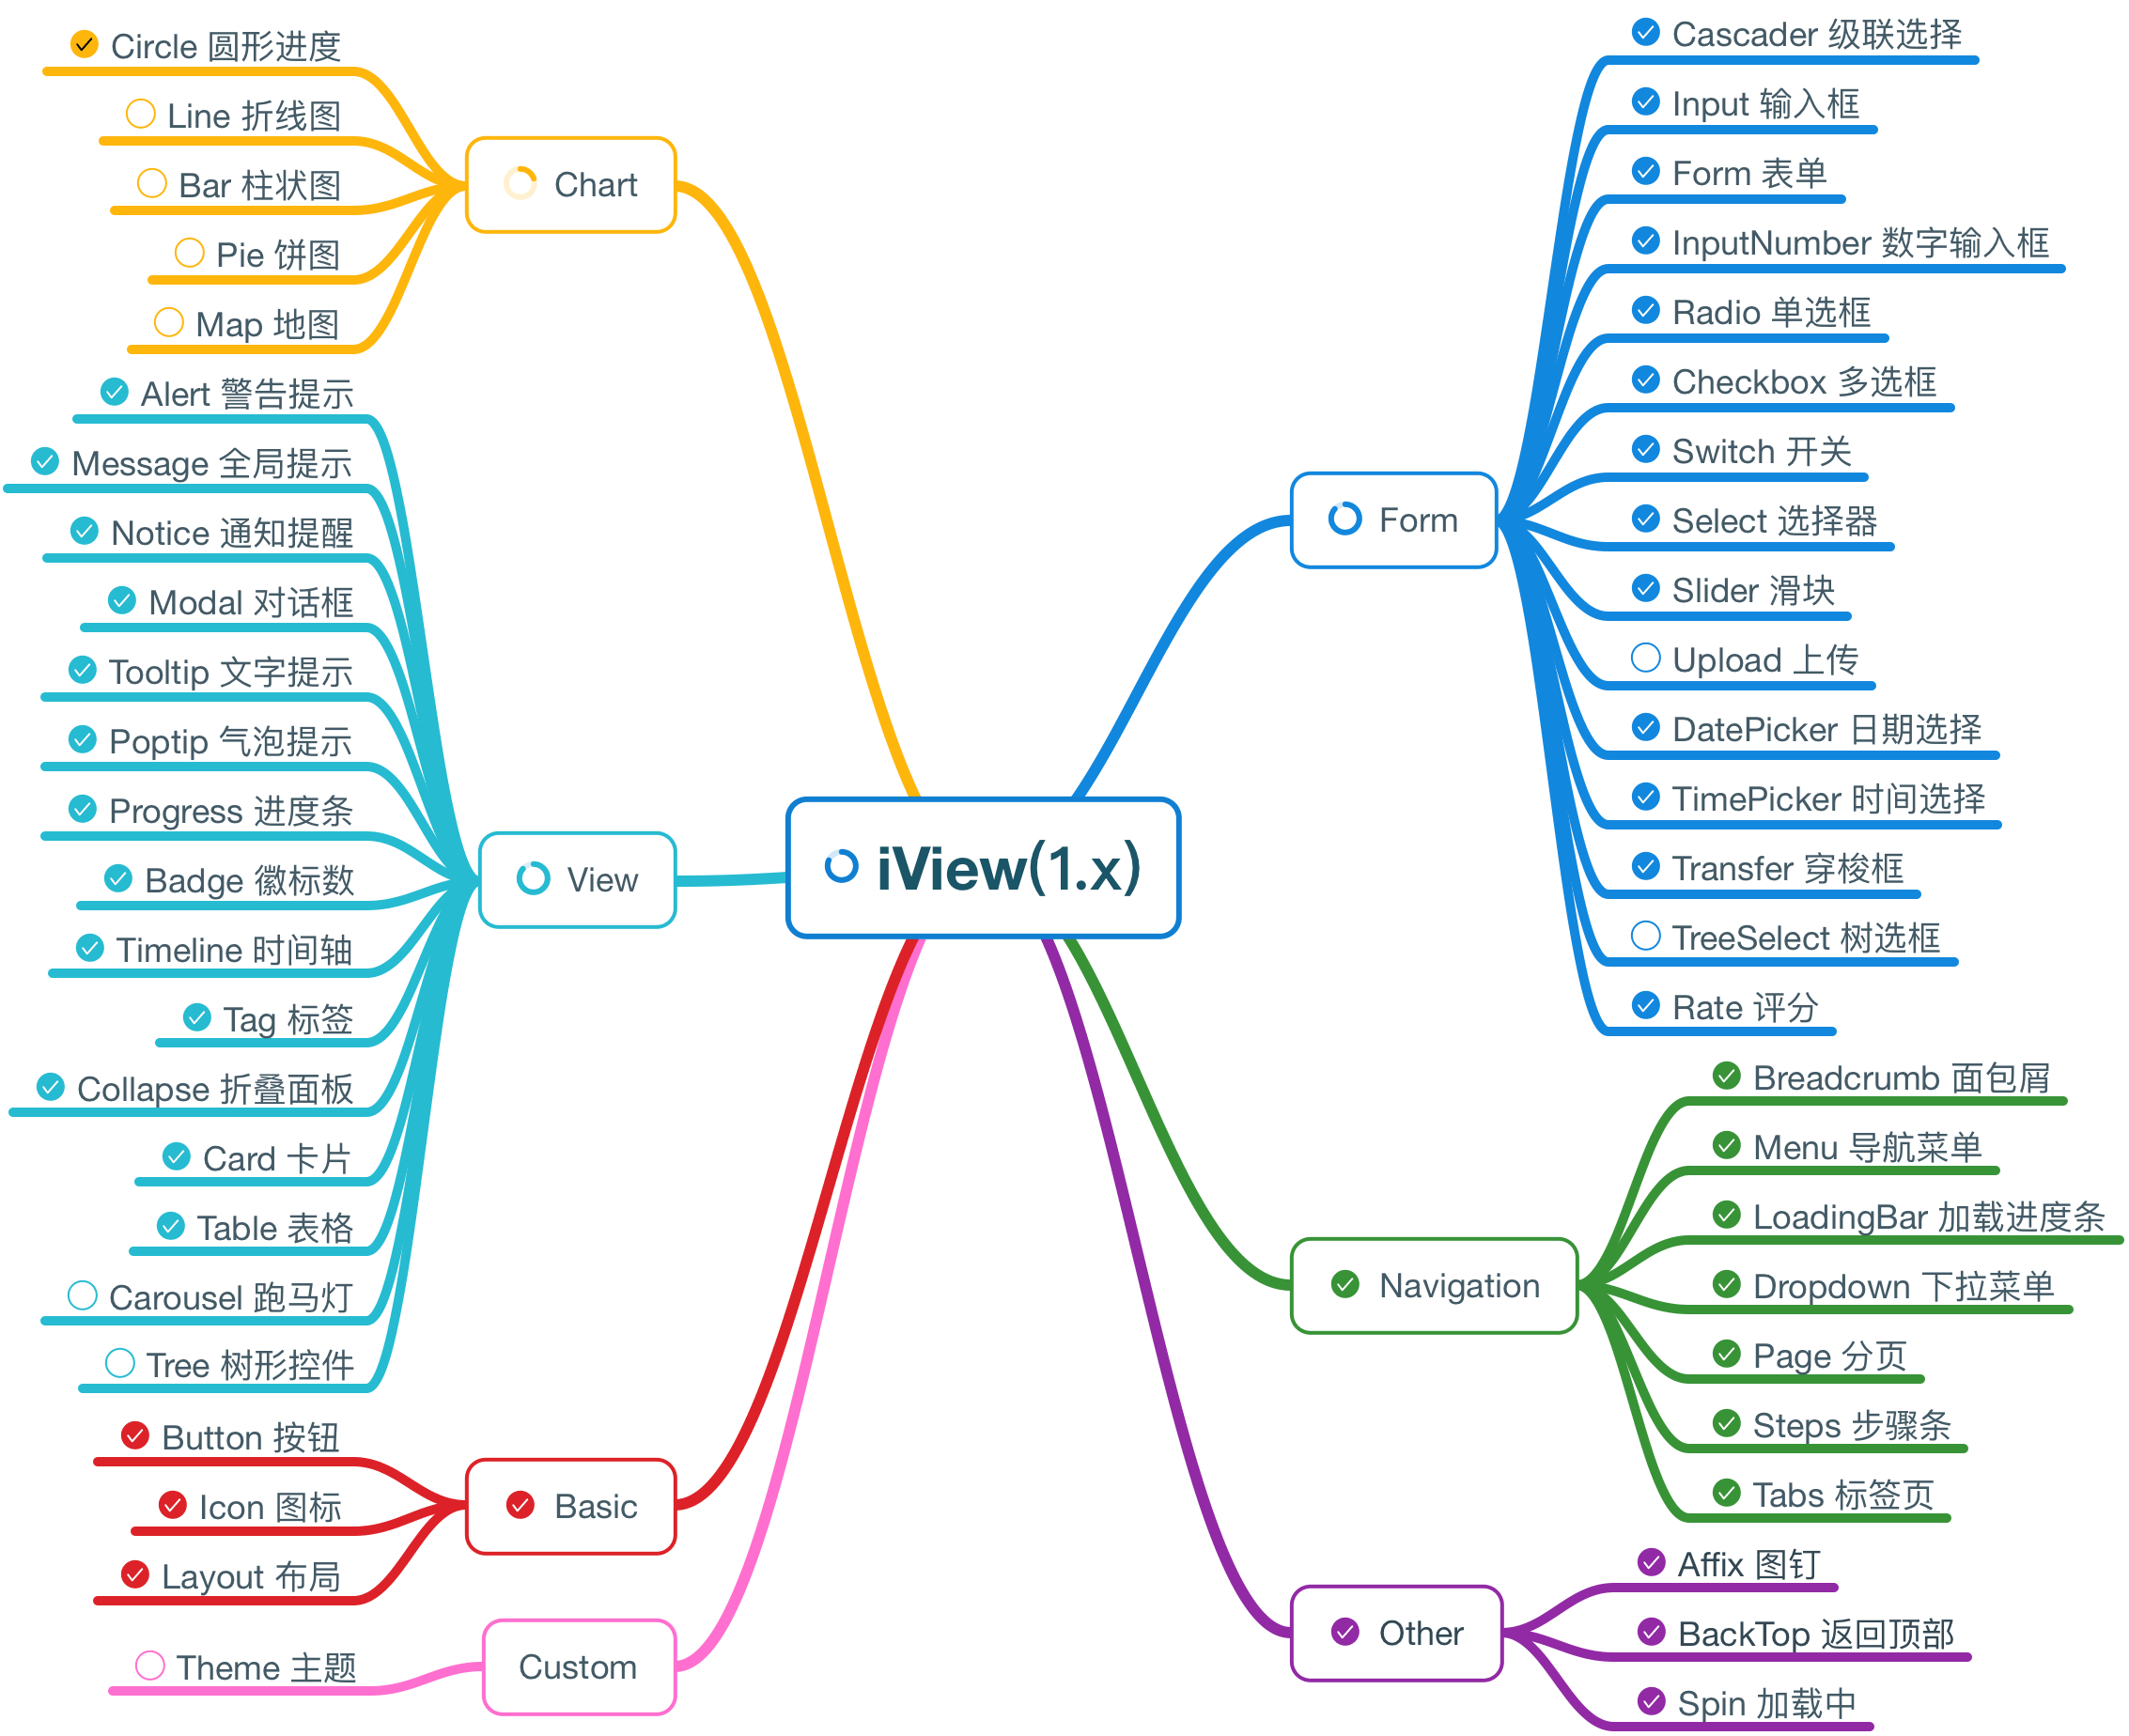 iView(1.x)
Chart
Circle 圆形进度
Line 折线图
Bar 柱状图
Pie 饼图
Map 地图
View
Alert 警告提示
Message 全局提示
Notice 通知提醒
Modal 对话框
Tooltip 文字提示
Poptip 气泡提示
Progress 进度条
Badge 徽标数
Timeline 时间轴
Tag 标签
Collapse 折叠面板
Card 卡片
Table 表格
Carousel 跑马灯
Tree 树形控件
Basic
Button 按钮
Icon 图标
Layout 布局
Custom
Theme 主题
Form
Cascader 级联选择
Input 输入框
Form 表单
InputNumber 数字输入框
Radio 单选框
Checkbox 多选框
Switch 开关
Select 选择器
Slider 滑块
Upload 上传
DatePicker 日期选择
TimePicker 时间选择
Transfer 穿梭框
TreeSelect 树选框
Rate 评分
Navigation
Breadcrumb 面包屑
Menu 导航菜单
LoadingBar 加载进度条
Dropdown 下拉菜单
Page 分页
Steps 步骤条
Tabs 标签页
Other
Affix 图钉
BackTop 返回顶部
Spin 加载中